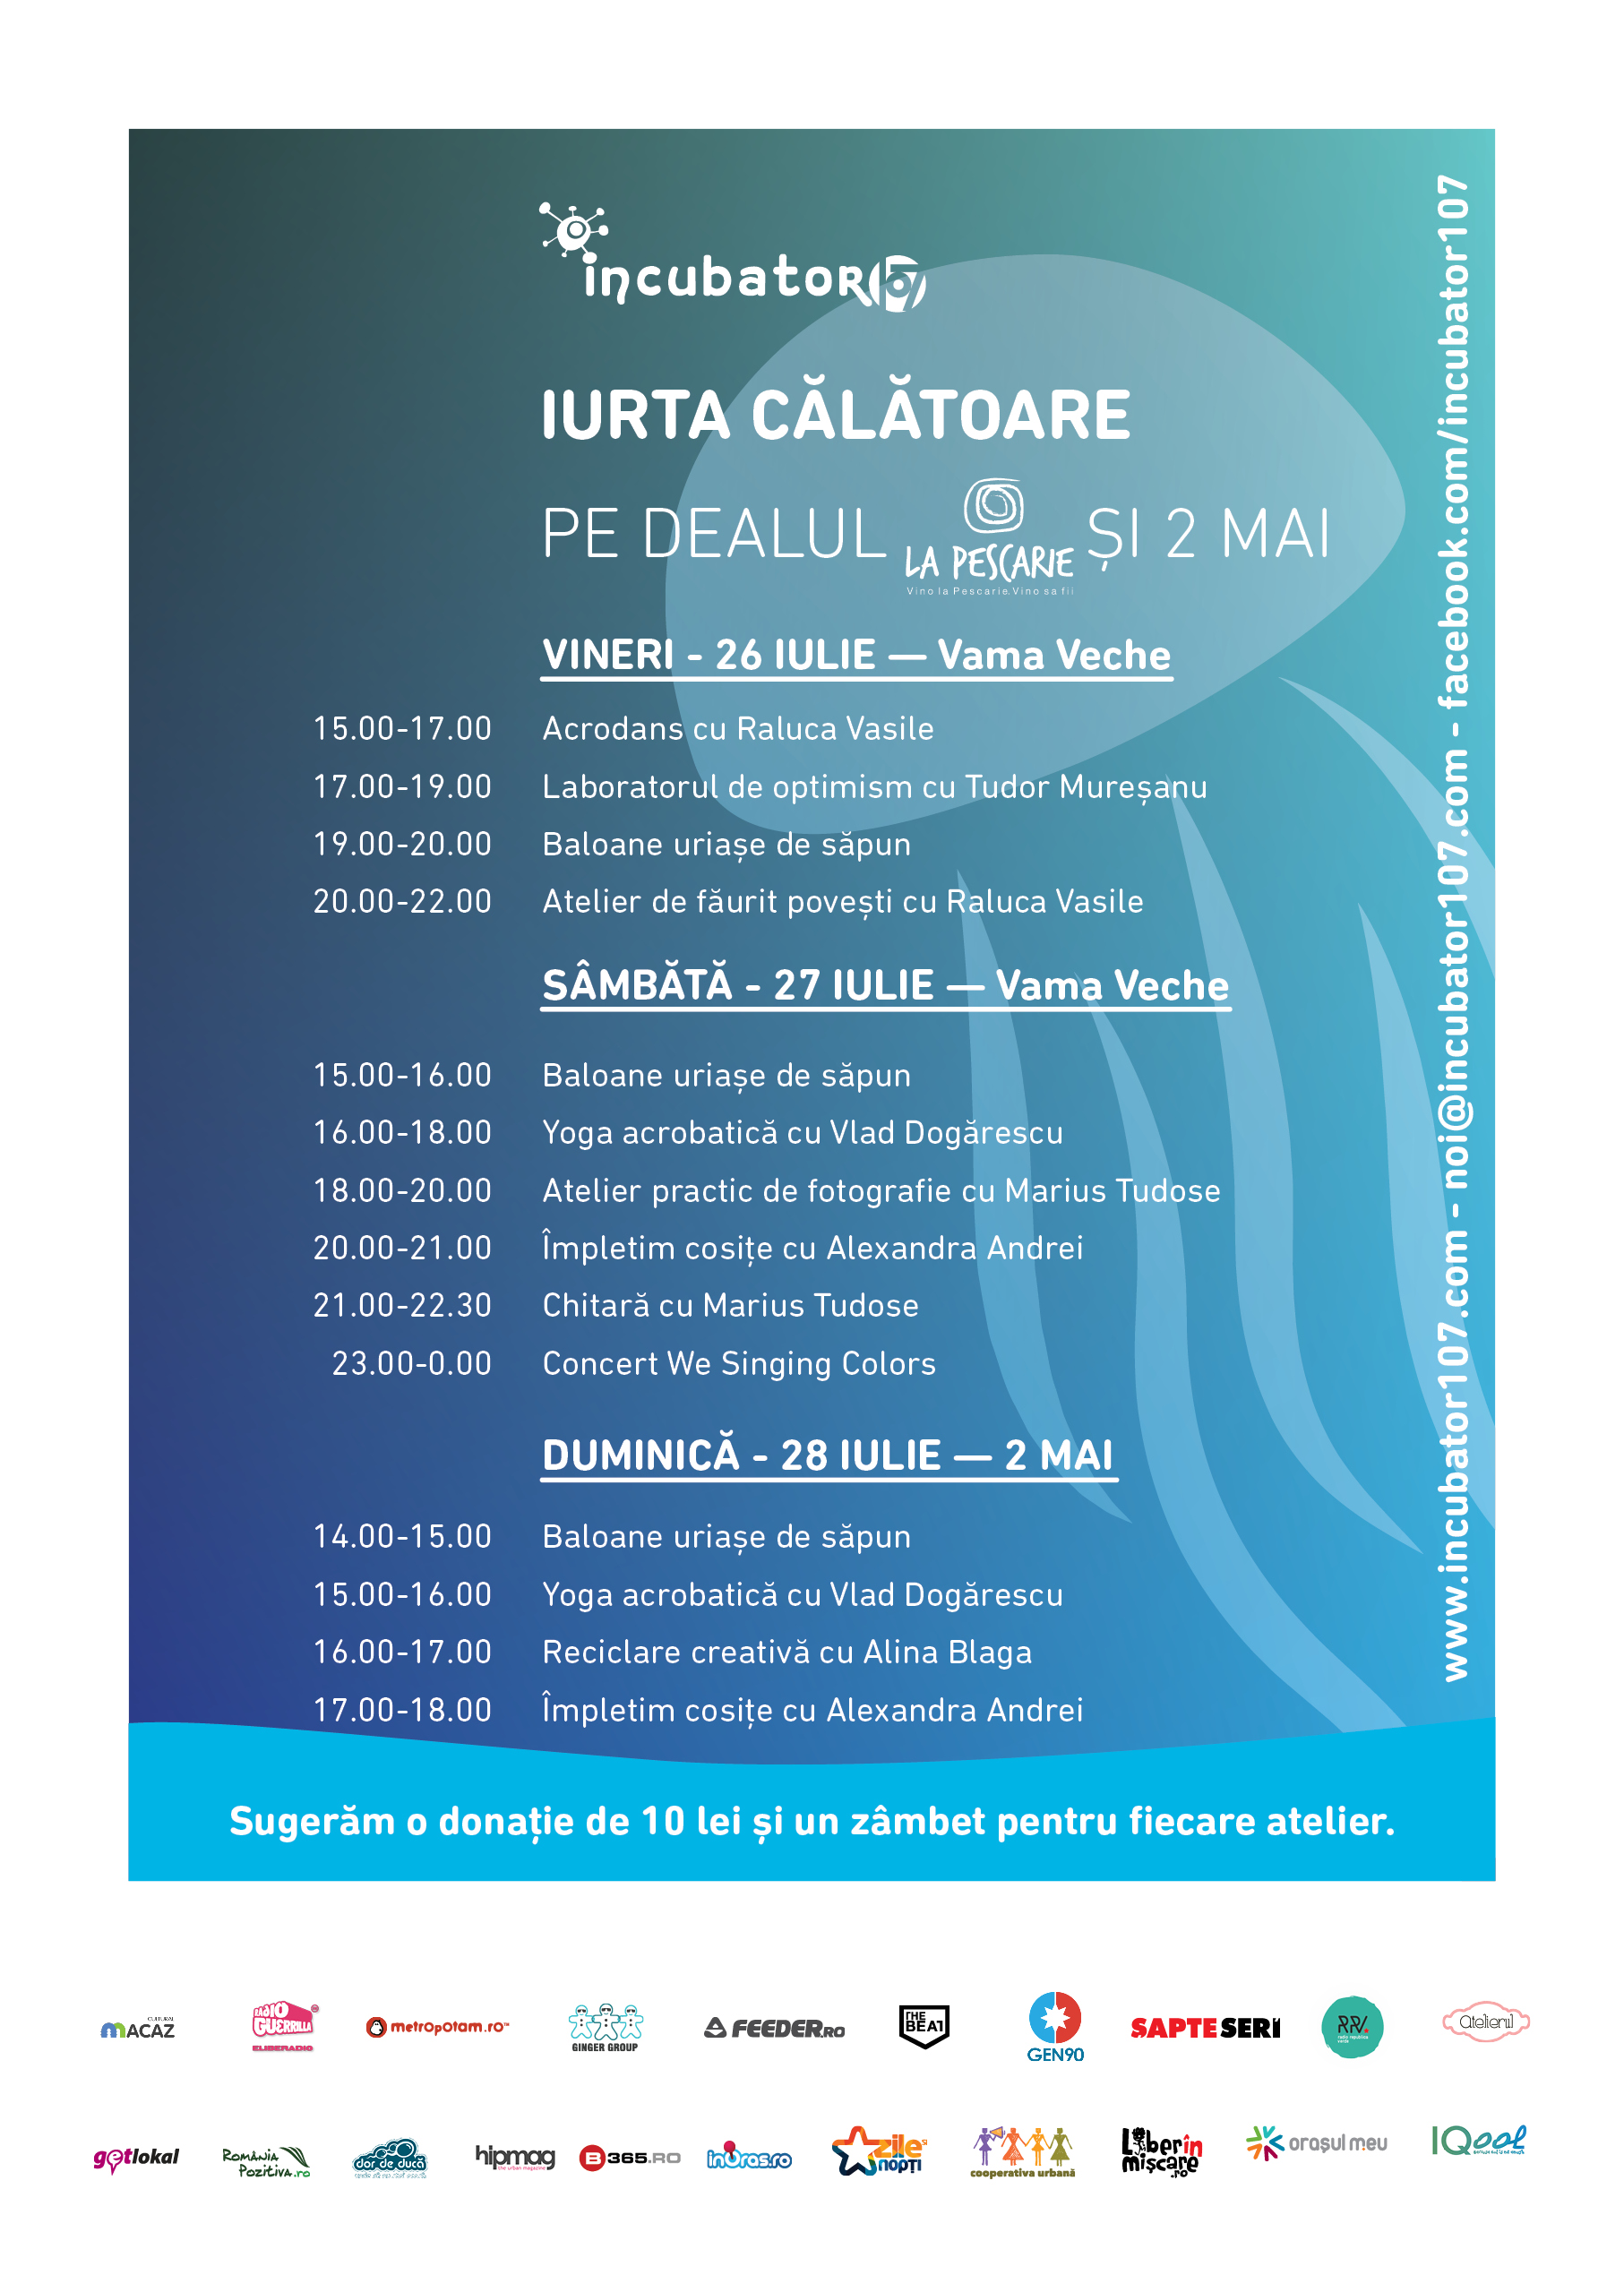 incubator107
IURTA CĂLĂTOARE
PE DEALUL LA PESCARIE ȘI 2 MAI
Vino la Pescarie. Vino sa fii
VINERI - 26 IULIE — Vama Veche
15.00-17.00 Acrodans cu Raluca Vasile
17.00-19.00 Laboratorul de optimism cu Tudor Mureșanu
19.00-20.00 Baloane uriașe de săpun
20.00-22.00 Atelier de făurit povești cu Raluca Vasile
SÂMBĂTĂ - 27 IULIE — Vama Veche
15.00-16.00 Baloane uriașe de săpun
16.00-18.00 Yoga acrobatică cu Vlad Dogărescu
18.00-20.00 Atelier practic de fotografie cu Marius Tudose
20.00-21.00 Împletim cosițe cu Alexandra Andrei
21.00-22.30 Chitară cu Marius Tudose
23.00-0.00 Concert We Singing Colors
DUMINICĂ - 28 IULIE — 2 MAI
14.00-15.00 Baloane uriașe de săpun
15.00-16.00 Yoga acrobatică cu Vlad Dogărescu
16.00-17.00 Reciclare creativă cu Alina Blaga
17.00-18.00 Împletim cosițe cu Alexandra Andrei
www.incubator107.com - noi@incubator107.com - facebook.com/incubator107
Sugerăm o donație de 10 lei și un zâmbet pentru fiecare atelier.
MACAZ
RADIO GUERRILLA
ELIBERADIO
metropotam.ro™
GINGER GROUP
FEEDER.RO
THE BEAT
GEN90
SAPTE SERI
RRV.
atelierul
getlokal
România Pozitiva.ro
dor de ducă
hipmag
B365.RO
inOras.ro
zile și nopți
cooperativa urbană
Liber în mișcare .ro
orașul meu
IQool